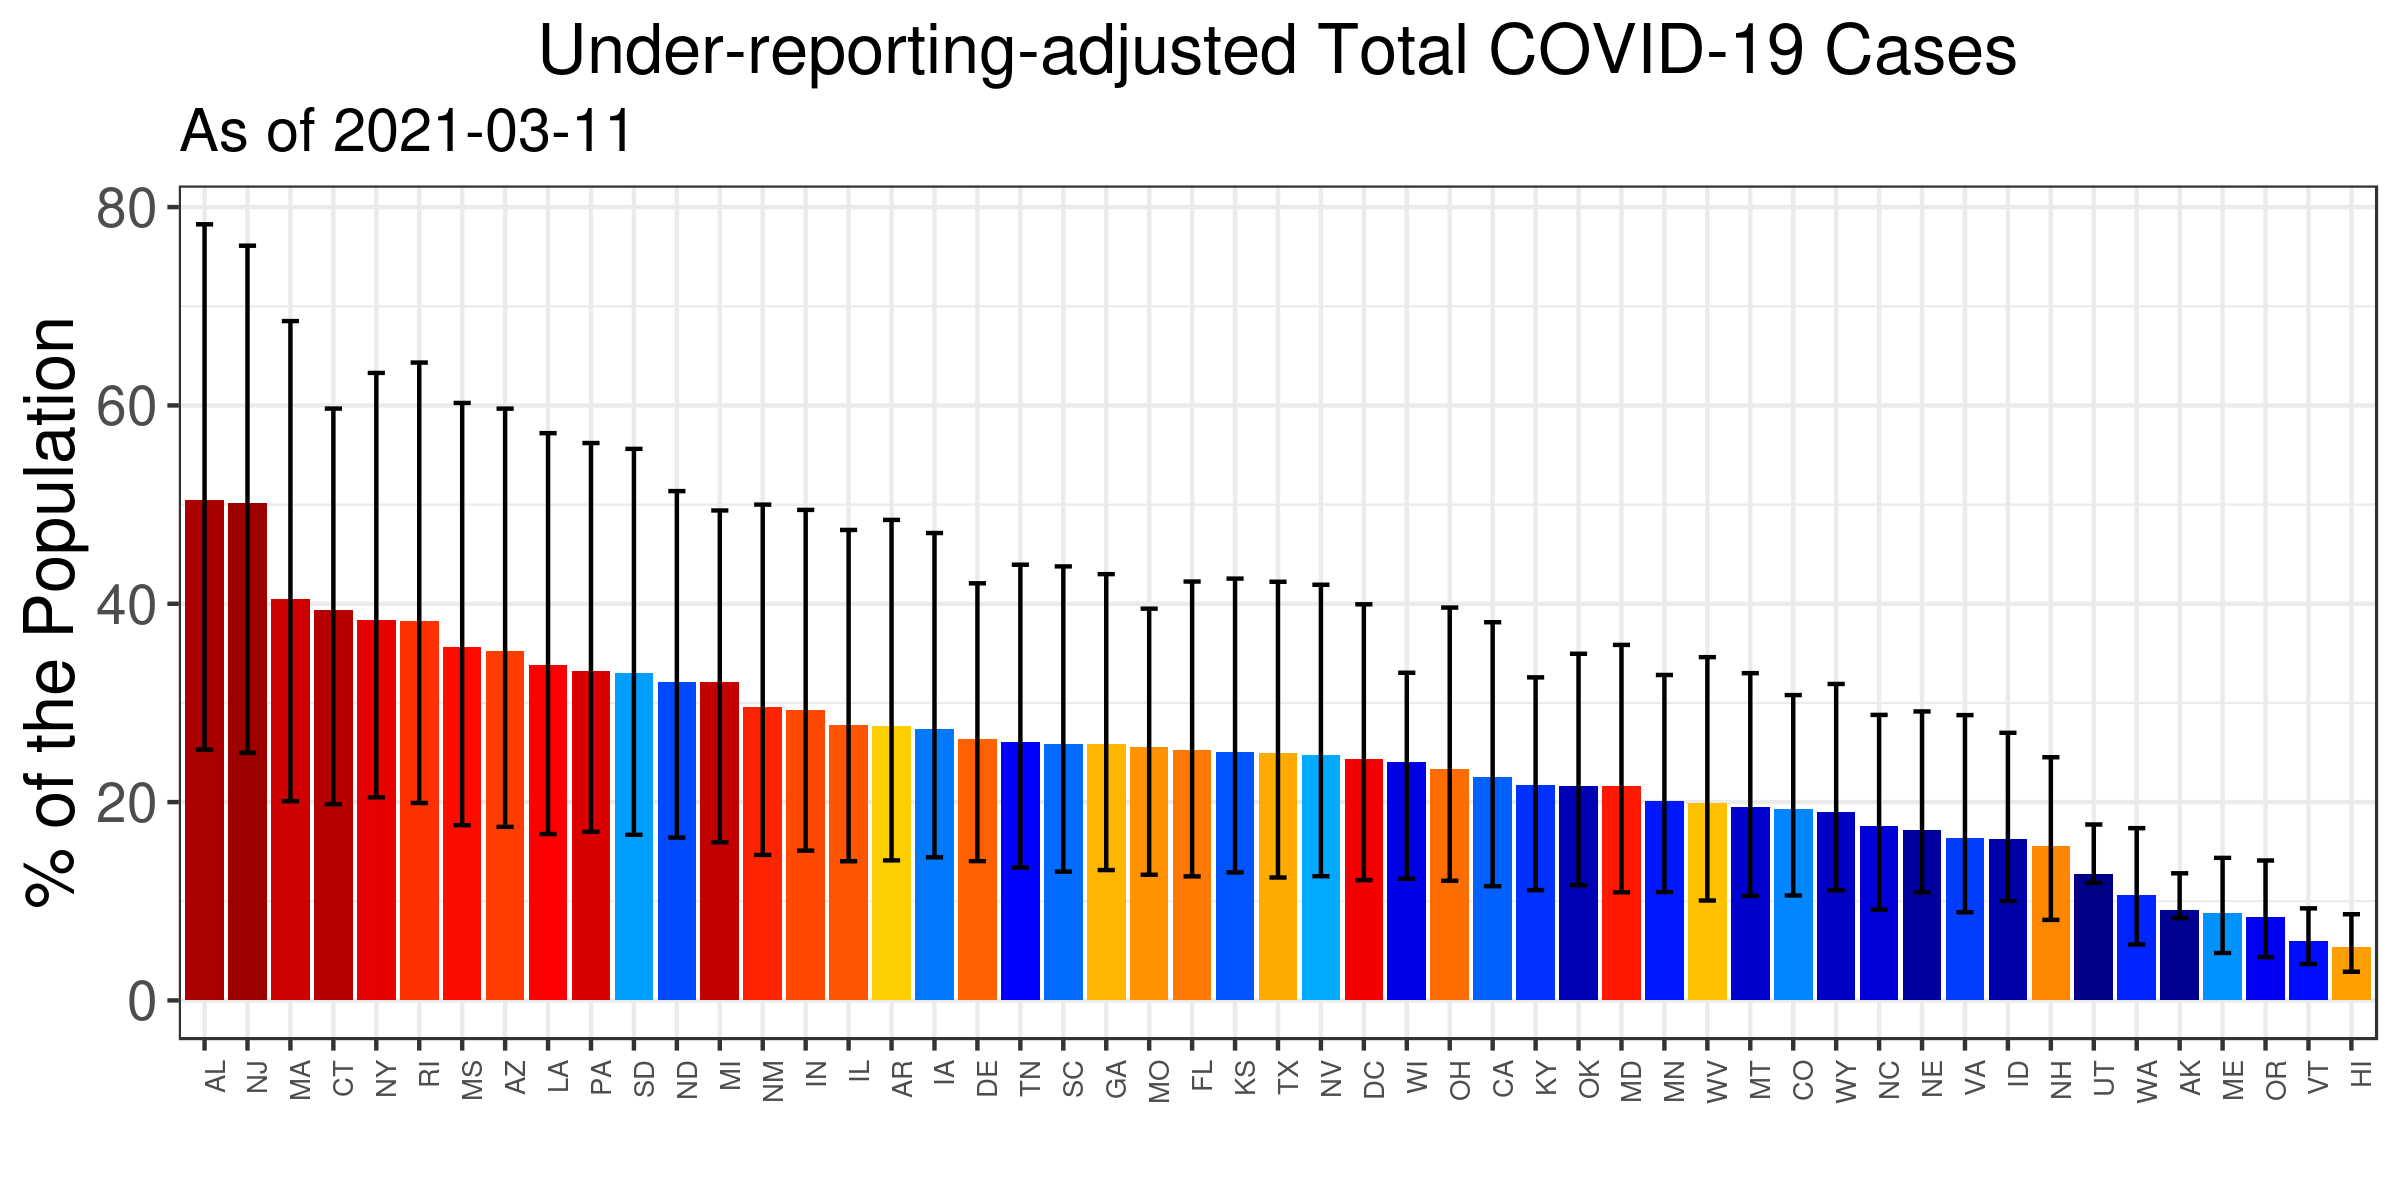 Under-reporting-adjusted Total COVID-19 Cases
As of 2021-03-11
% of the Population
80
60
40
20
0
AL NJ MA CT NY RI MS AZ LA PA SD ND MI NM IN IL AR IA DE TN SC GA MO FL KS TX NV DC WI OH CA KY OK MD MN WV MT CO WY NC NE VA ID NH UT WA AK ME OR VT HI